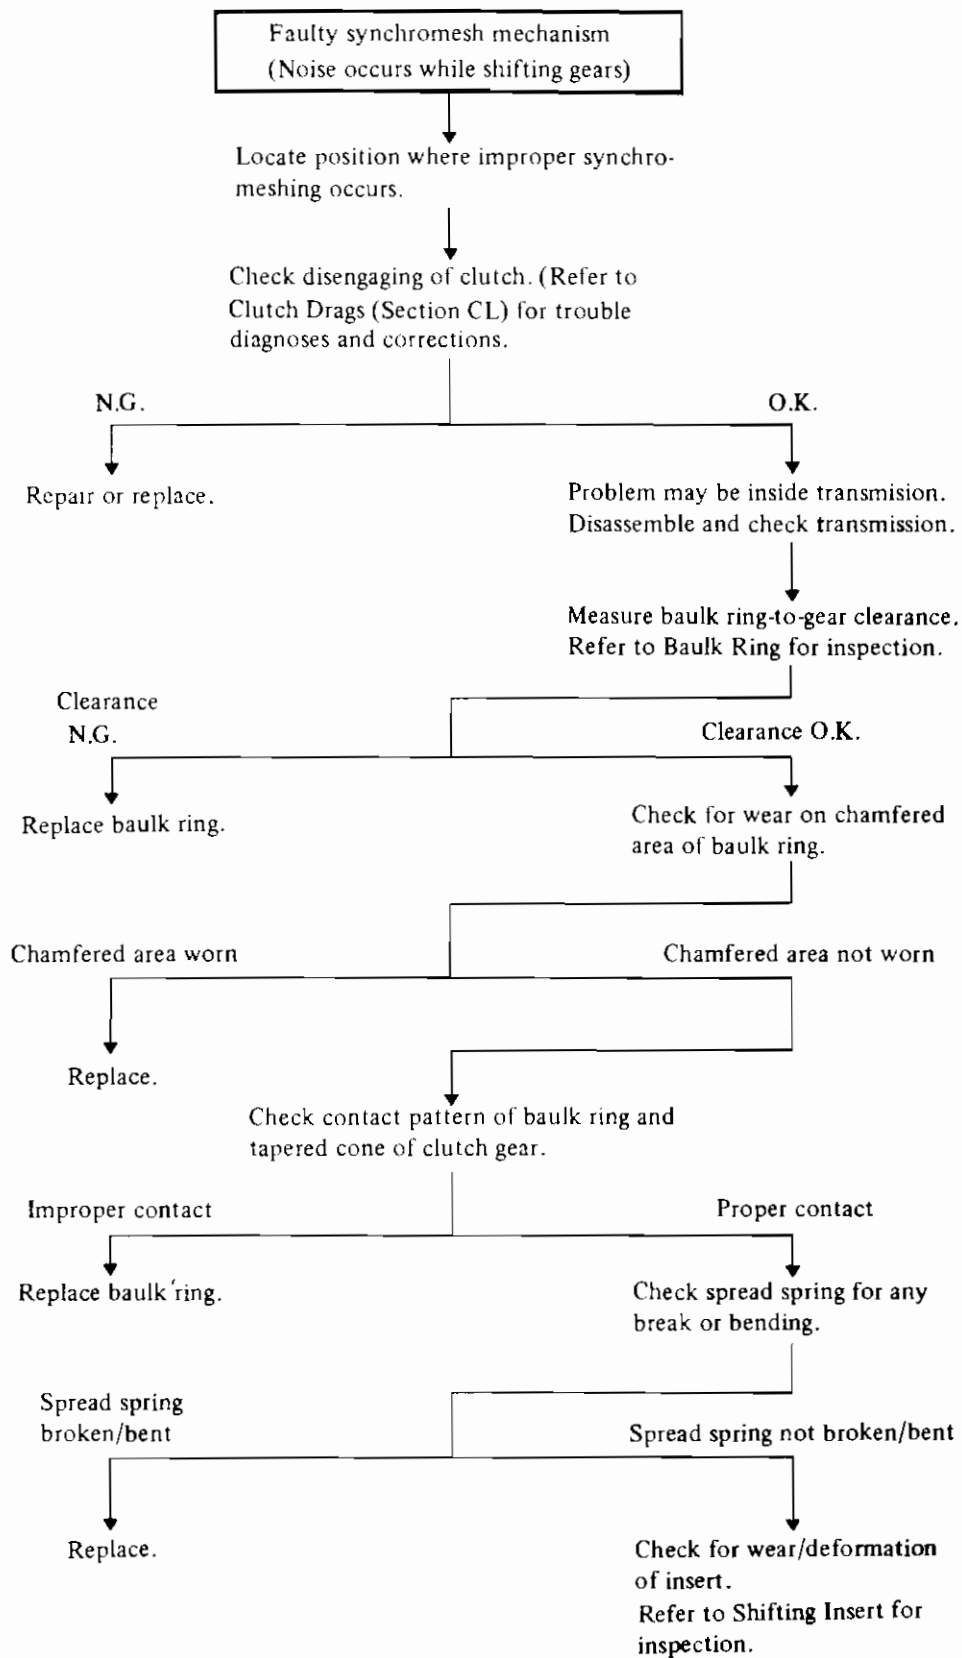 Faulty synchromesh mechanism
(Noise occurs while shifting gears)
Locate position where improper synchro-
meshing occurs.
Check disengaging of clutch. (Refer to
Clutch Drags (Section CL) for trouble
diagnoses and corrections.
N.G.
O.K.
Repair or replace.
Problem may be inside transmision.
Disassemble and check transmission.
Measure baulk ring-to-gear clearance.
Refer to Baulk Ring for inspection.
Clearance
N.G.
Clearance O.K.
Replace baulk ring.
Check for wear on chamfered
area of baulk ring.
Chamfered area worn
Chamfered area not worn
Replace.
Check contact pattern of baulk ring and
tapered cone of clutch gear.
Improper contact
Proper contact
Replace baulk ring.
Check spread spring for any
break or bending.
Spread spring
broken/bent
Spread spring not broken/bent
Replace.
Check for wear/deformation
of insert.
Refer to Shifting Insert for
inspection.